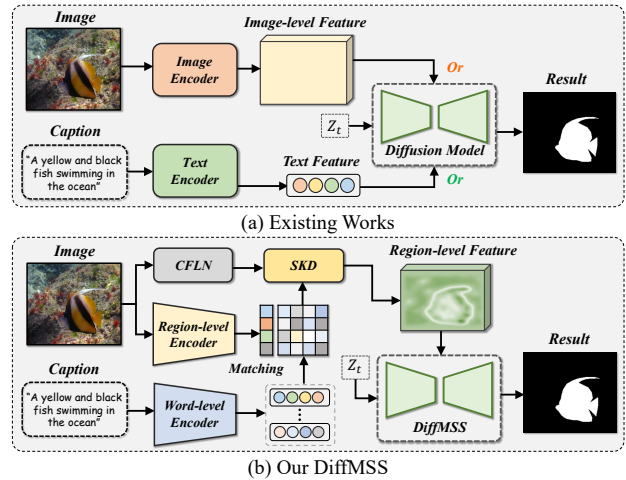 Image
Image-level Feature
Image
Encoder
Or
Result
Z_t
Diffusion Model
Caption
"A yellow and black
fish swimming in
the ocean"
Text
Encoder
Text Feature
Or
(a) Existing Works
Image
CFLN
SKD
Region-level Feature
Region-level
Encoder
Matching
Result
Z_t
Caption
"A yellow and black
fish swimming in
the ocean"
Word-level
Encoder
DiffMSS
(b) Our DiffMSS